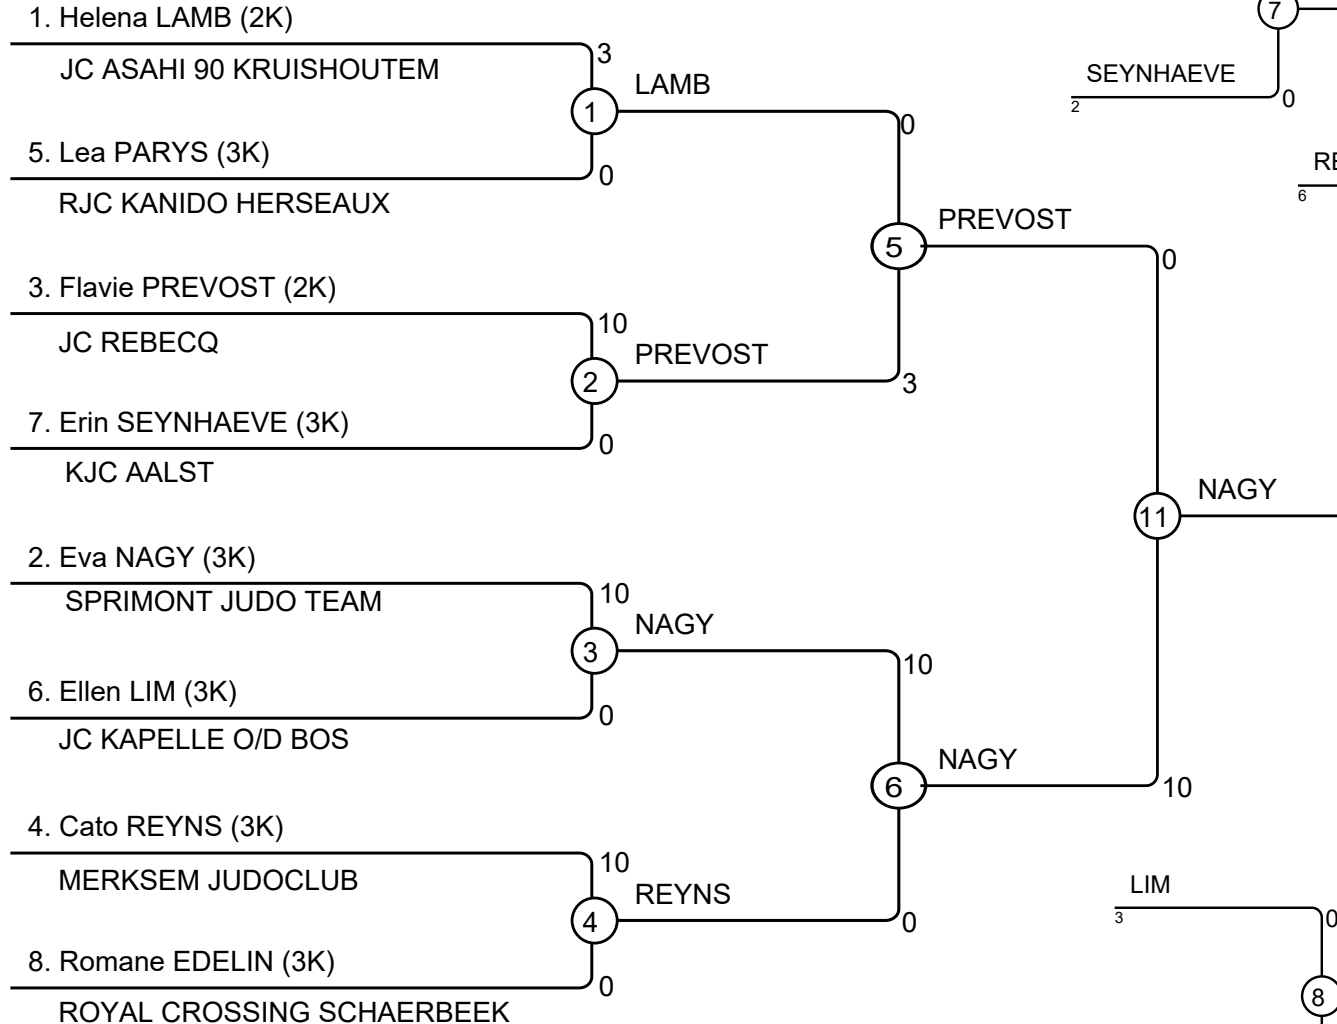 1. Helena LAMB (2K)
3
JC ASAHI 90 KRUISHOUTEM
LAMB
1
0
5. Lea PARYS (3K)
0
RJC KANIDO HERSEAUX
PREVOST
5
0
3. Flavie PREVOST (2K)
10
JC REBECQ
PREVOST
2
3
7. Erin SEYNHAEVE (3K)
0
KJC AALST
NAGY
11
2. Eva NAGY (3K)
10
SPRIMONT JUDO TEAM
NAGY
3
10
6. Ellen LIM (3K)
0
JC KAPELLE O/D BOS
NAGY
6
10
4. Cato REYNS (3K)
10
MERKSEM JUDOCLUB
REYNS
4
0
8. Romane EDELIN (3K)
0
ROYAL CROSSING SCHAERBEEK
7
SEYNHAEVE
2
0
RE
6
LIM
3
0
8